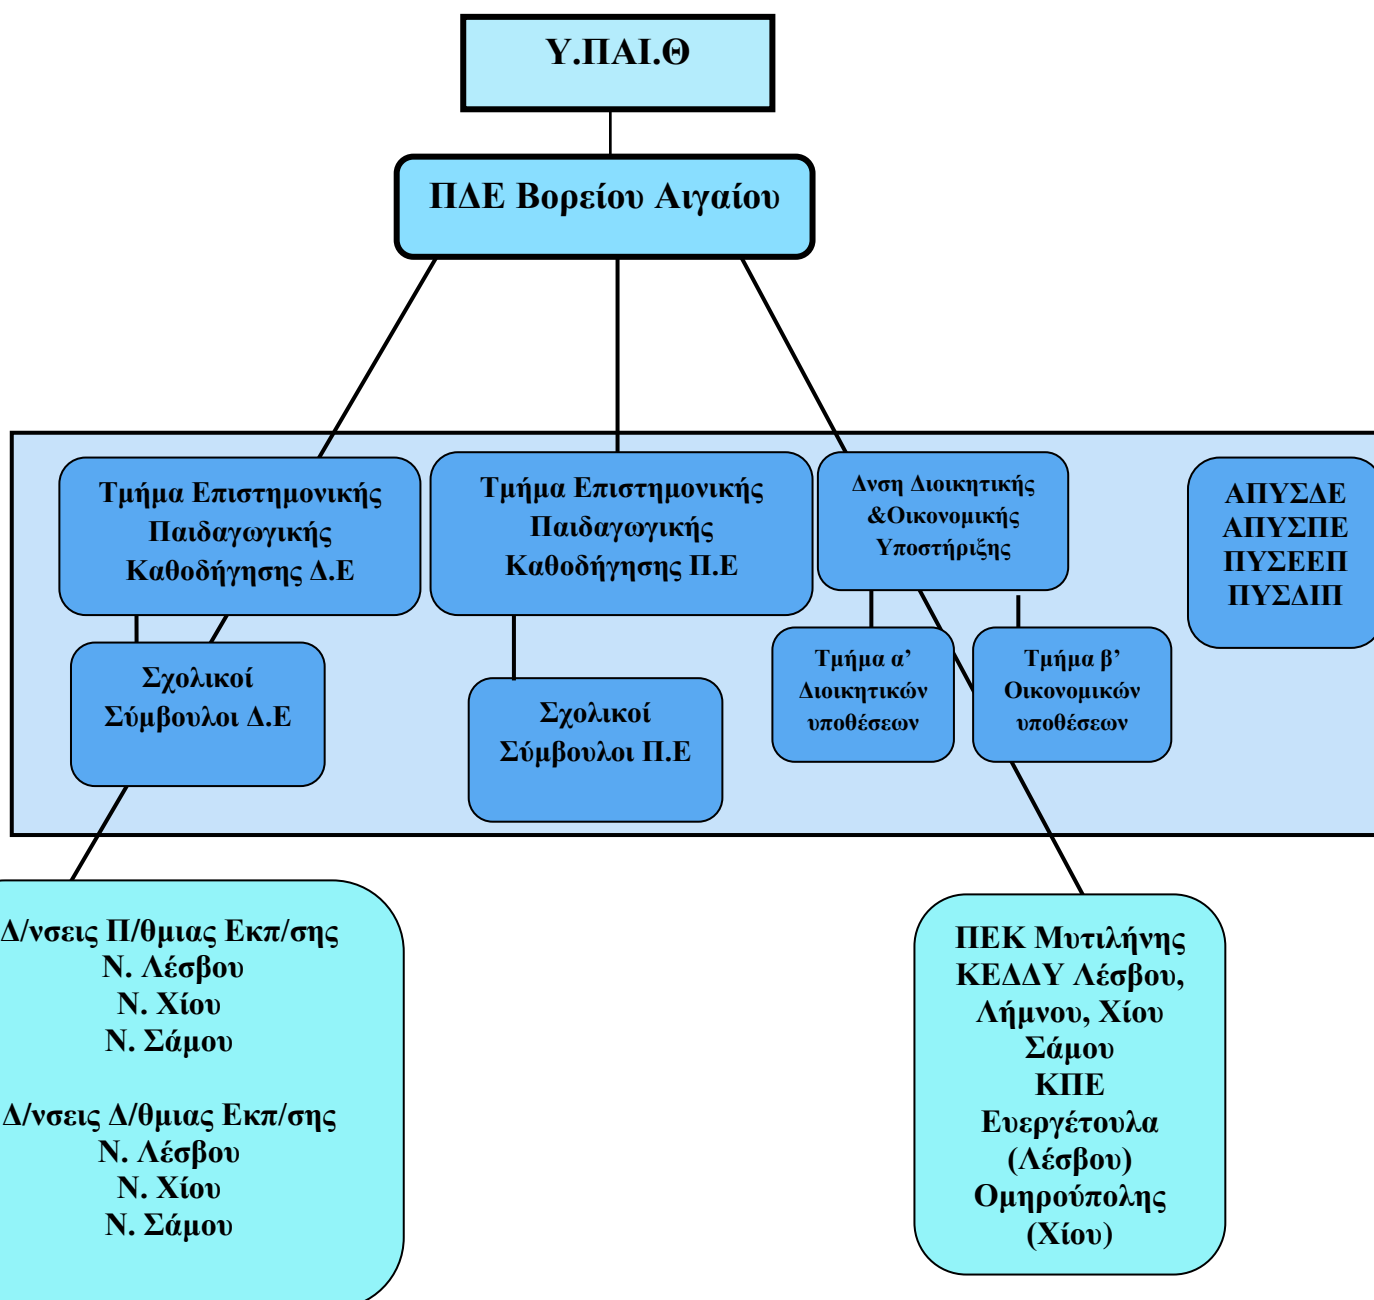 Υ.ΠΑΙ.Θ
ΠΔΕ Βορείου Αιγαίου
Τμήμα Επιστημονικής
Παιδαγωγικής
Καθοδήγησης Δ.Ε
Τμήμα Επιστημονικής
Παιδαγωγικής
Καθοδήγησης Π.Ε
Δνση Διοικητικής
&Οικονομικής
Υποστήριξης
ΑΠΥΣΔΕ
ΑΠΥΣΠΕ
ΠΥΣΕΕΠ
ΠΥΣΔΙΠ
Σχολικοί
Σύμβουλοι Δ.Ε
Σχολικοί
Σύμβουλοι Π.Ε
Τμήμα α’
Διοικητικών
υποθέσεων
Τμήμα β’
Οικονομικών
υποθέσεων
Δ/νσεις Π/θμιας Εκπ/σης
Ν. Λέσβου
Ν. Χίου
Ν. Σάμου
Δ/νσεις Δ/θμιας Εκπ/σης
Ν. Λέσβου
Ν. Χίου
Ν. Σάμου
ΠΕΚ Μυτιλήνης
ΚΕΔΔΥ Λέσβου,
Λήμνου, Χίου
Σάμου
ΚΠΕ
Ευεργέτουλα
(Λέσβου)
Ομηρούπολης
(Χίου)